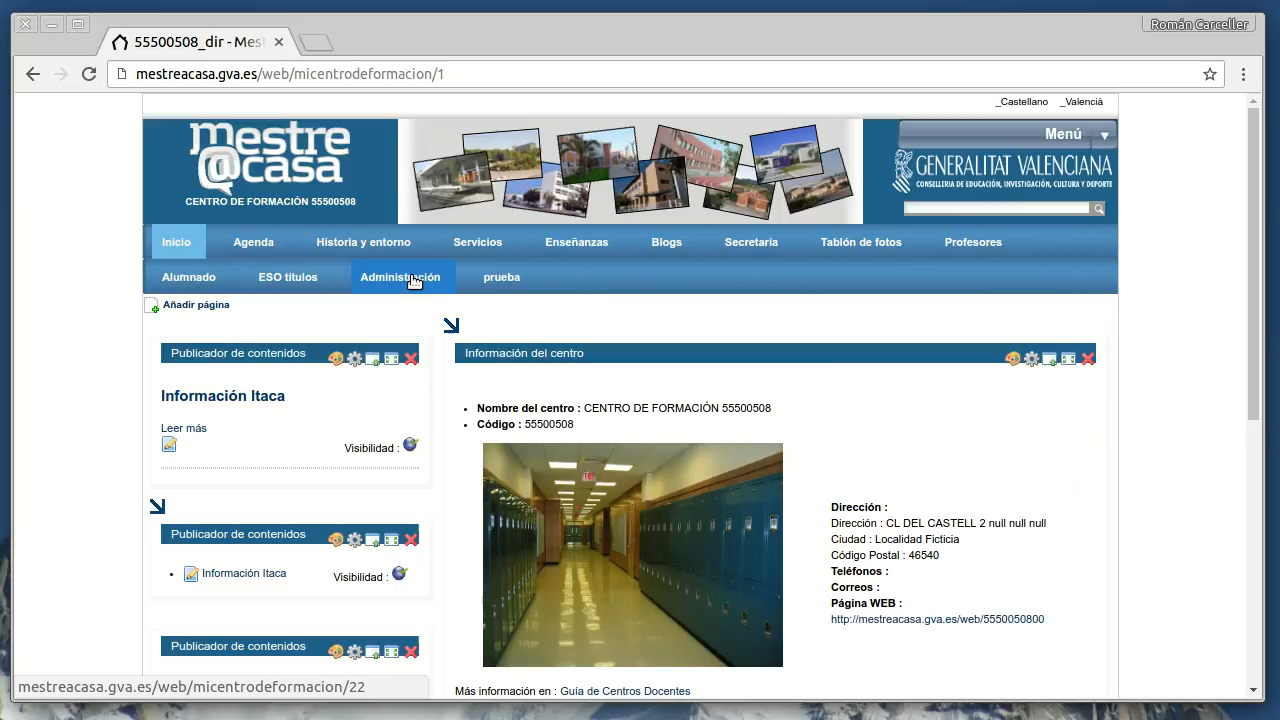 Román Carceller
55500508_dir - Mest
mestreacasa.gva.es/web/micentrodeformacion/1
_Castellano _Valencià
mestre
@casa
CENTRO DE FORMACIÓN 55500508
Menú
GENERALITAT VALENCIANA
CONSELLERIA DE EDUCACIÓN, INVESTIGACIÓN, CULTURA Y DEPORTE
Inicio Agenda Historia y entorno Servicios Enseñanzas Blogs Secretaría Tablón de fotos Profesores
Alumnado ESO títulos Administración prueba
Añadir página
Publicador de contenidos
Información Itaca
Leer más
Visibilidad :
Publicador de contenidos
Información Itaca Visibilidad :
Publicador de contenidos
Información del centro
Nombre del centro : CENTRO DE FORMACIÓN 55500508
Código : 55500508
Dirección :
Dirección : CL DEL CASTELL 2 null null null
Ciudad : Localidad Ficticia
Código Postal : 46540
Teléfonos :
Correos :
Página WEB :
http://mestreacasa.gva.es/web/5550050800
Más información en : Guía de Centros Docentes
mestreacasa.gva.es/web/micentrodeformacion/22